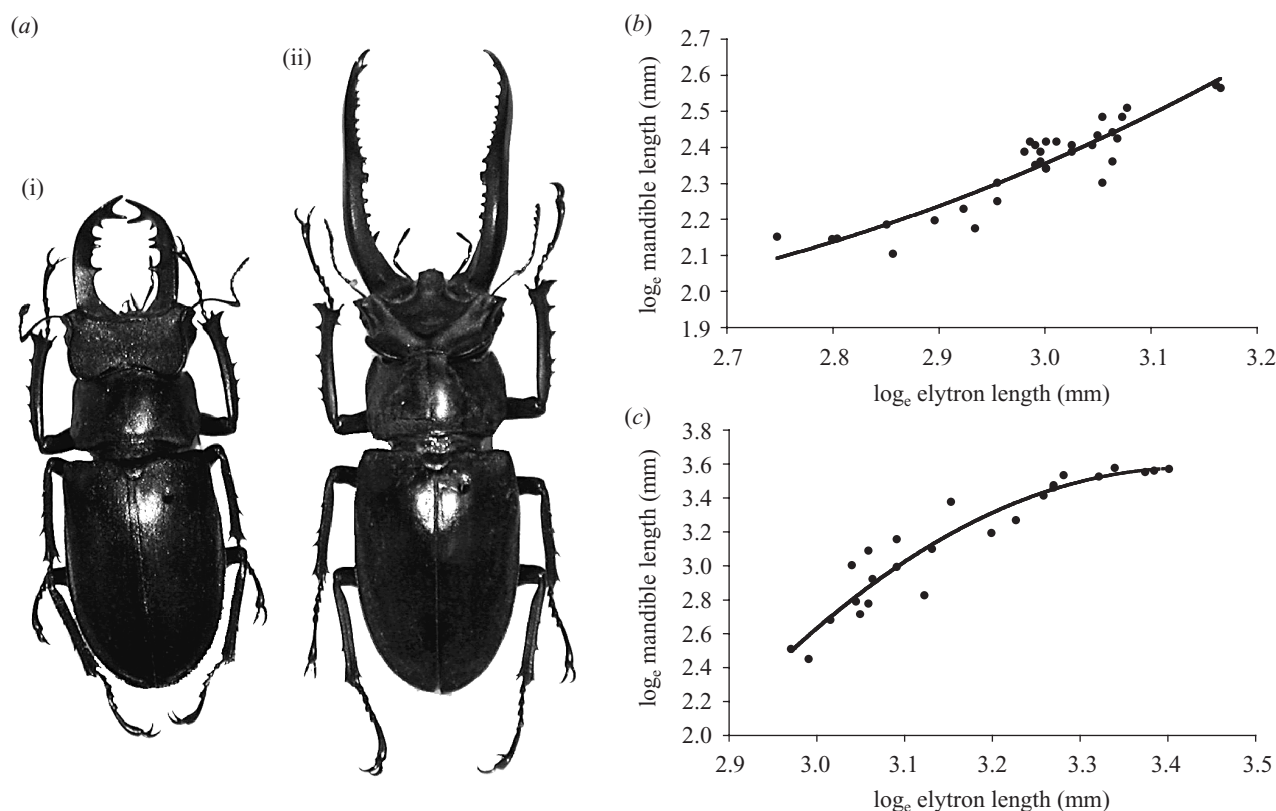 (a)
(i)
(ii)
(b)
2.7
2.6
2.5
2.4
2.3
2.2
2.1
2.0
1.9
logₑ mandible length (mm)
2.7 2.8 2.9 3.0 3.1 3.2
logₑ elytron length (mm)
(c)
3.8
3.6
3.4
3.2
3.0
2.8
2.6
2.4
2.2
2.0
logₑ mandible length (mm)
2.9 3.0 3.1 3.2 3.3 3.4 3.5
logₑ elytron length (mm)